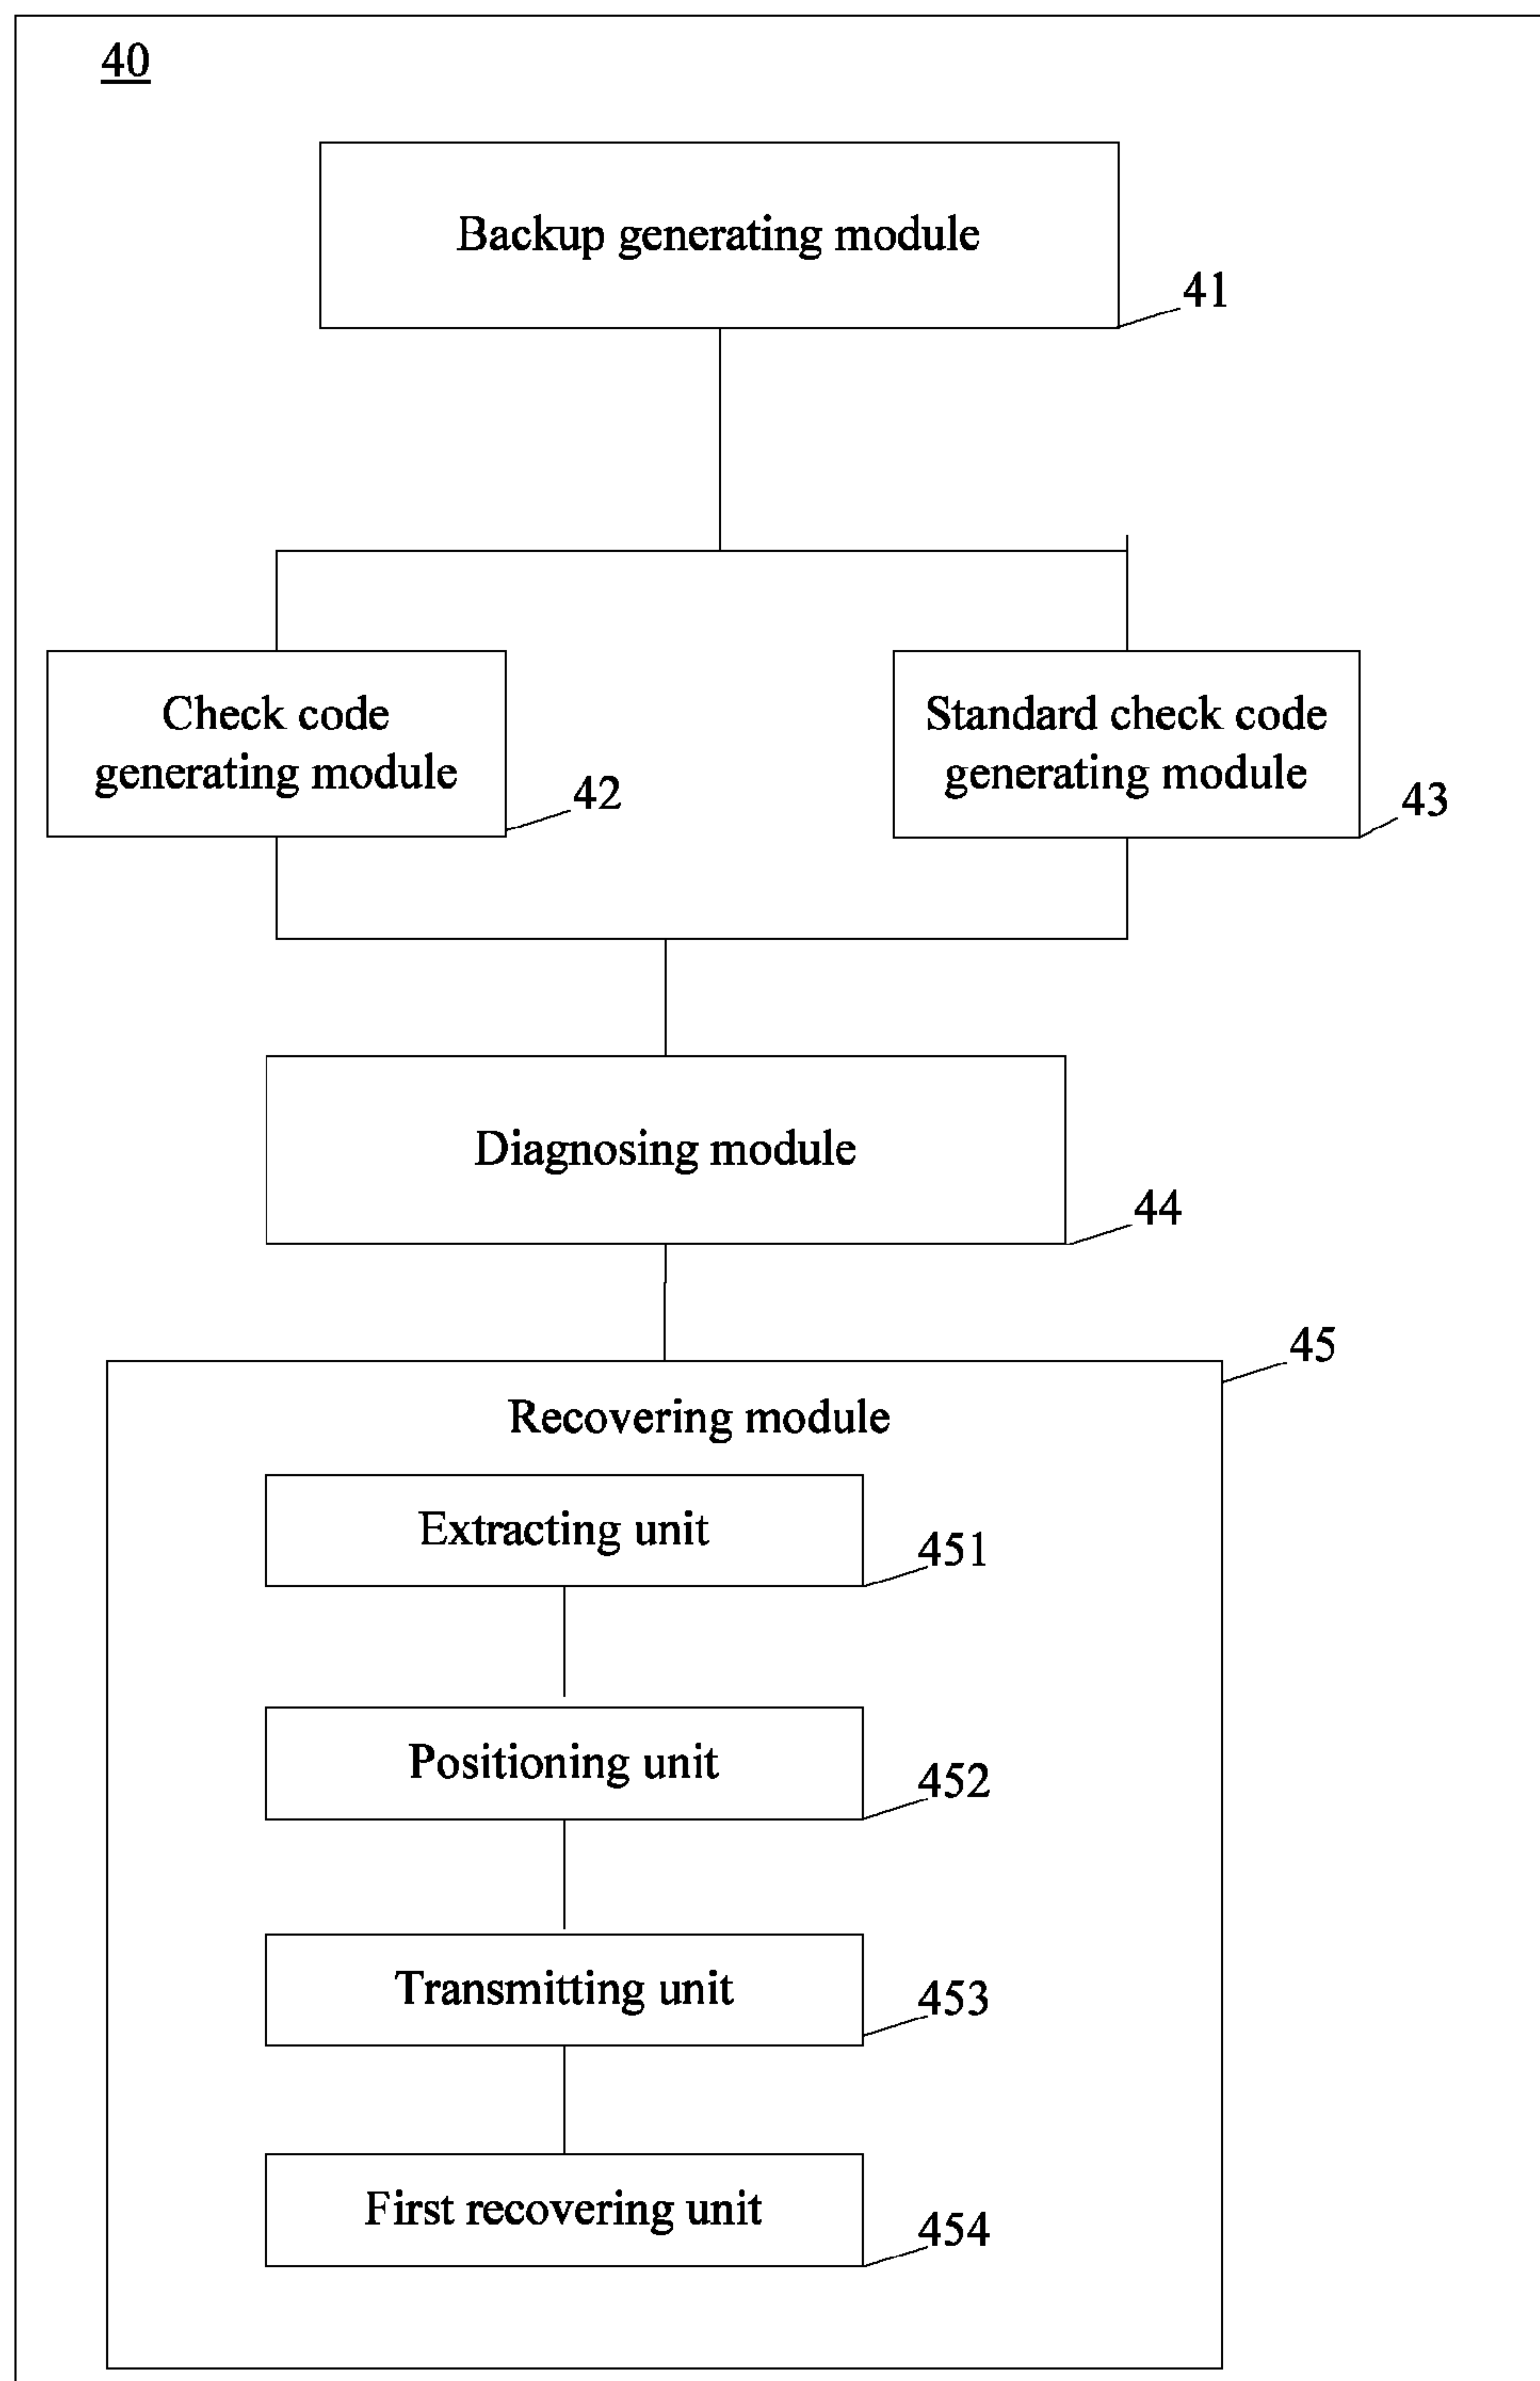 40
Backup generating module
41
Check code
generating module
42
Standard check code
generating module
43
Diagnosing module
44
45
Recovering module
Extracting unit
451
Positioning unit
452
Transmitting unit
453
First recovering unit
454